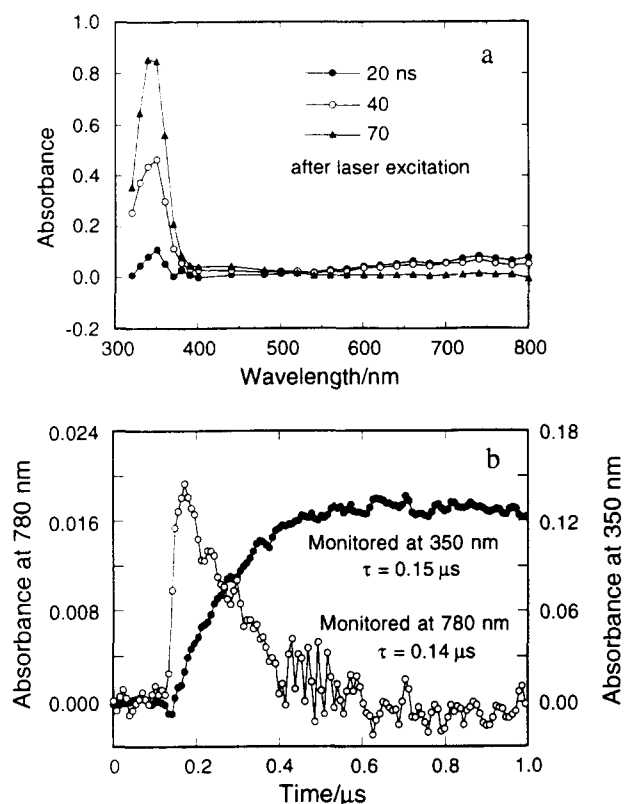 a
1.0
0.8
0.6
0.4
0.2
0.0
-0.2
Absorbance
20 ns
40
70
after laser excitation
300 400 500 600 700 800
Wavelength/nm
b
0.024
0.016
0.008
0.000
Absorbance at 780 nm
0.18
0.12
0.06
0.00
Absorbance at 350 nm
Monitored at 350 nm
τ = 0.15 μs
Monitored at 780 nm
τ = 0.14 μs
0 0.2 0.4 0.6 0.8 1.0
Time/μs